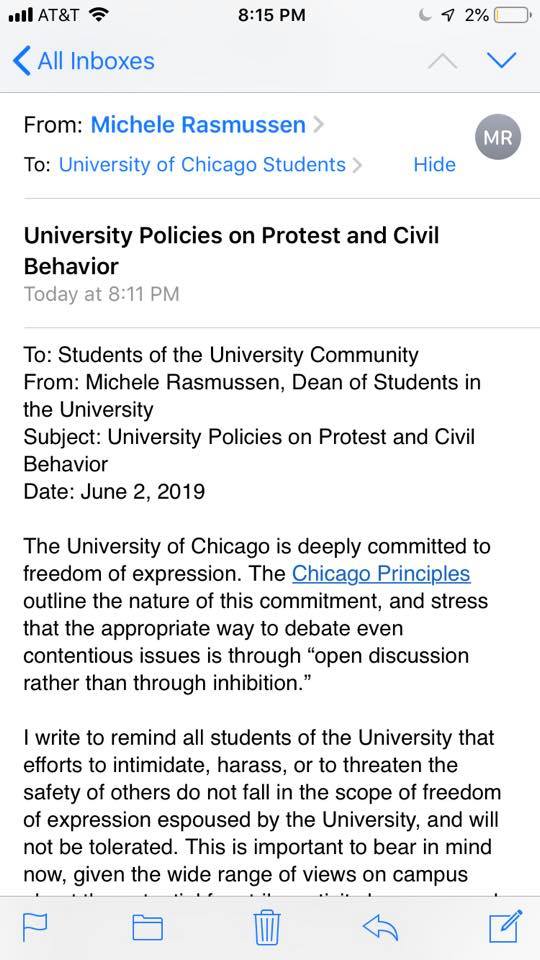 AT&T 8:15 PM 2%
All Inboxes
From: Michele Rasmussen
MR
To: University of Chicago Students Hide
University Policies on Protest and Civil
Behavior
Today at 8:11 PM
To: Students of the University Community
From: Michele Rasmussen, Dean of Students in
the University
Subject: University Policies on Protest and Civil
Behavior
Date: June 2, 2019
The University of Chicago is deeply committed to
freedom of expression. The Chicago Principles
outline the nature of this commitment, and stress
that the appropriate way to debate even
contentious issues is through “open discussion
rather than through inhibition.”
I write to remind all students of the University that
efforts to intimidate, harass, or to threaten the
safety of others do not fall in the scope of freedom
of expression espoused by the University, and will
not be tolerated. This is important to bear in mind
now, given the wide range of views on campus